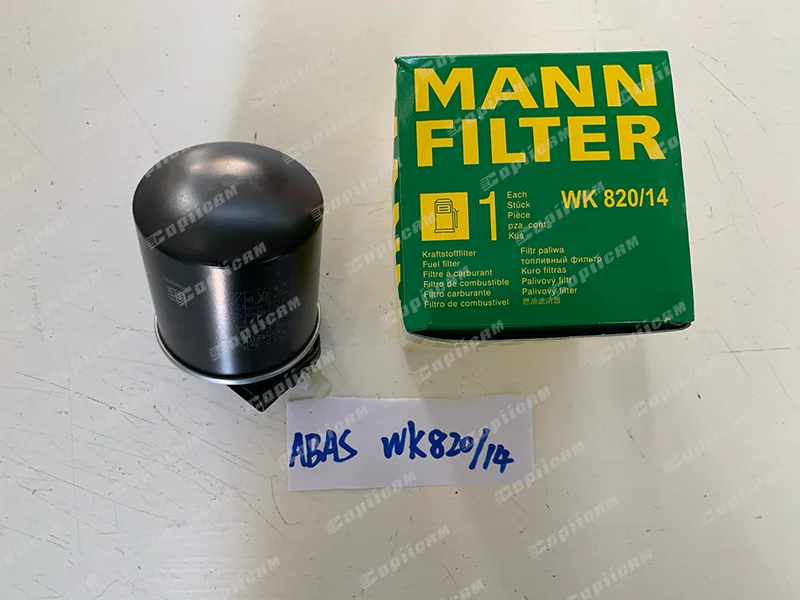 MANN
FILTER
1
Each
Stück
Pièce
pza. cont.
Kus
WK 820/14
Kraftstofffilter
Fuel filter
Filtre à carburant
Filtro de combustible
Filtro carburante
Filtro de combustível
Filtr paliwa
топливный фильтр
Kuro filtras
Palivový filtr
Palivový filter
燃油滤清器
ABAS WK820/14
Copiicam